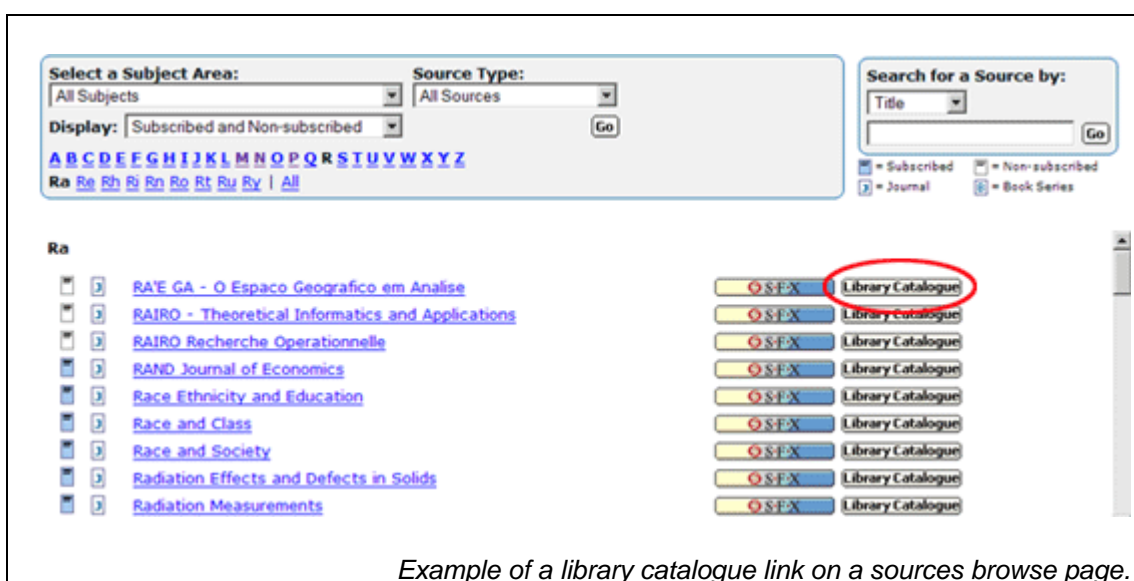 Select a Subject Area: Source Type: Search for a Source by:
All Subjects All Sources Title
Display: Subscribed and Non-subscribed Go Go
A B C D E F G H I J K L M N O P Q R S T U V W X Y Z = Subscribed = Non-subscribed
Ra Re Rh Ri Rn Ro Rt Ru Ry | All = Journal = Book Series
Ra
RA'E GA - O Espaco Geografico em Analise S·F·X Library Catalogue
RAIRO - Theoretical Informatics and Applications S·F·X Library Catalogue
RAIRO Recherche Operationnelle S·F·X Library Catalogue
RAND Journal of Economics S·F·X Library Catalogue
Race Ethnicity and Education S·F·X Library Catalogue
Race and Class S·F·X Library Catalogue
Race and Society S·F·X Library Catalogue
Radiation Effects and Defects in Solids S·F·X Library Catalogue
Radiation Measurements S·F·X Library Catalogue
Example of a library catalogue link on a sources browse page.